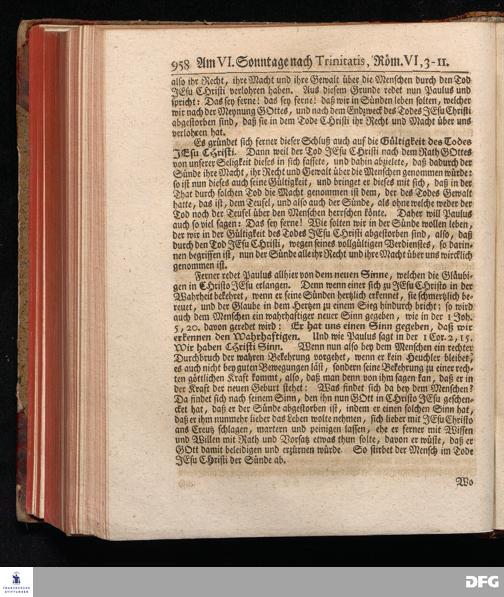 958 Am VI. Sonntage nach Trinitatis, Röm. VI, 3-11.
also ihr Recht, ihre Macht und ihre Gewalt über die Menschen durch den Tod
JEsu CHristi verlohren haben. Aus diesem Grunde redet nun Paulus und
spricht: Das sey ferne! das sey ferne! daß wir in Sünden leben solten, welcher
wir nach der Meynung GOttes, und nach dem Endzweck des Todes JEsu Christi
abgestorben sind, daß sie in dem Tode CHristi ihr Recht und Macht über uns
verlohren hat.
Es gründet sich ferner dieser Schluß auch auf die Gültigkeit des Todes
JEsu CHristi. Dann weil der Tod JEsu CHristi nach dem Rath GOttes
von unserer Seligkeit dieses in sich fassete, und dahin abzielete, daß dadurch der
Sünde ihre Macht, ihr Recht und Gewalt über die Menschen genommen würde:
so ist nun dieses auch seine Gültigkeit, und bringet er dieses mit sich, daß in der
That durch solchen Tod die Macht genommen ist dem, der des Todes Gewalt
hatte, das ist, dem Teufel, und also auch der Sünde, als ohne welche weder der
Tod noch der Teufel über den Menschen herrschen könte. Daher will Paulus
auch so viel sagen: Das sey ferne! Wie solten wir in der Sünde wollen leben,
der wir in der Gültigkeit des Todes JEsu CHristi abgestorben sind, also, daß
durch den Tod JEsu CHristi, wegen seines vollgültigen Verdienstes, so darin-
nen begriffen ist, nun der Sünde alle ihr Recht und ihre Macht über uns würcklich
genommen ist.
Ferner redet Paulus allhier von dem neuen Sinne, welchen die Gläubi-
gen in CHristo JEsu erlangen. Denn wenn einer sich zu JEsu CHristo in der
Wahrheit bekehret, wenn er seine Sünden hertzlich erkennet, sie schmertzlich be-
reuet, und der Glaube in dem Hertzen zu einem Sieg hindurch bricht; so wird
auch dem Menschen ein wahrhaftiger neuer Sinn gegeben, wie in der 1 Joh.
5, 20. davon geredet wird: Er hat uns einen Sinn gegeben, daß wir
erkennen den Wahrhaftigen. Und wie Paulus sagt in der 1 Cor. 2, 15.
Wir haben CHristi Sinn. Wenn nun also bey dem Menschen ein rechter
Durchbruch der wahren Bekehrung vorgehet, wenn er kein Heuchler bleibet,
es auch nicht bey guten Bewegungen läst, sondern seine Bekehrung zu einer rech-
ten göttlichen Kraft kommt, also, daß man von ihm sagen kan, daß er in
der Kraft der neuen Geburt stehet: Was findet sich da bey dem Menschen?
Da findet sich nach seinem Sinn, den ihn nun GOtt in CHristo JEsu geschen-
cket hat, daß er der Sünde abgestorben ist, indem er einen solchen Sinn hat,
daß er ihm nunmehr lieber das Leben wolte nehmen, sich lieber mit JEsu CHristo
ans Creutz schlagen, martern und peinigen lassen, ehe er ferner mit Wissen
und Willen mit Rath und Vorsatz etwas thun solte, davon er wüste, daß er
GOtt damit beleidigen und erzürnen würde So stirbet der Mensch im Tode
JEsu CHristi der Sünde ab.
Wo
FRANCKESCHE
STIFTUNGEN
DFG